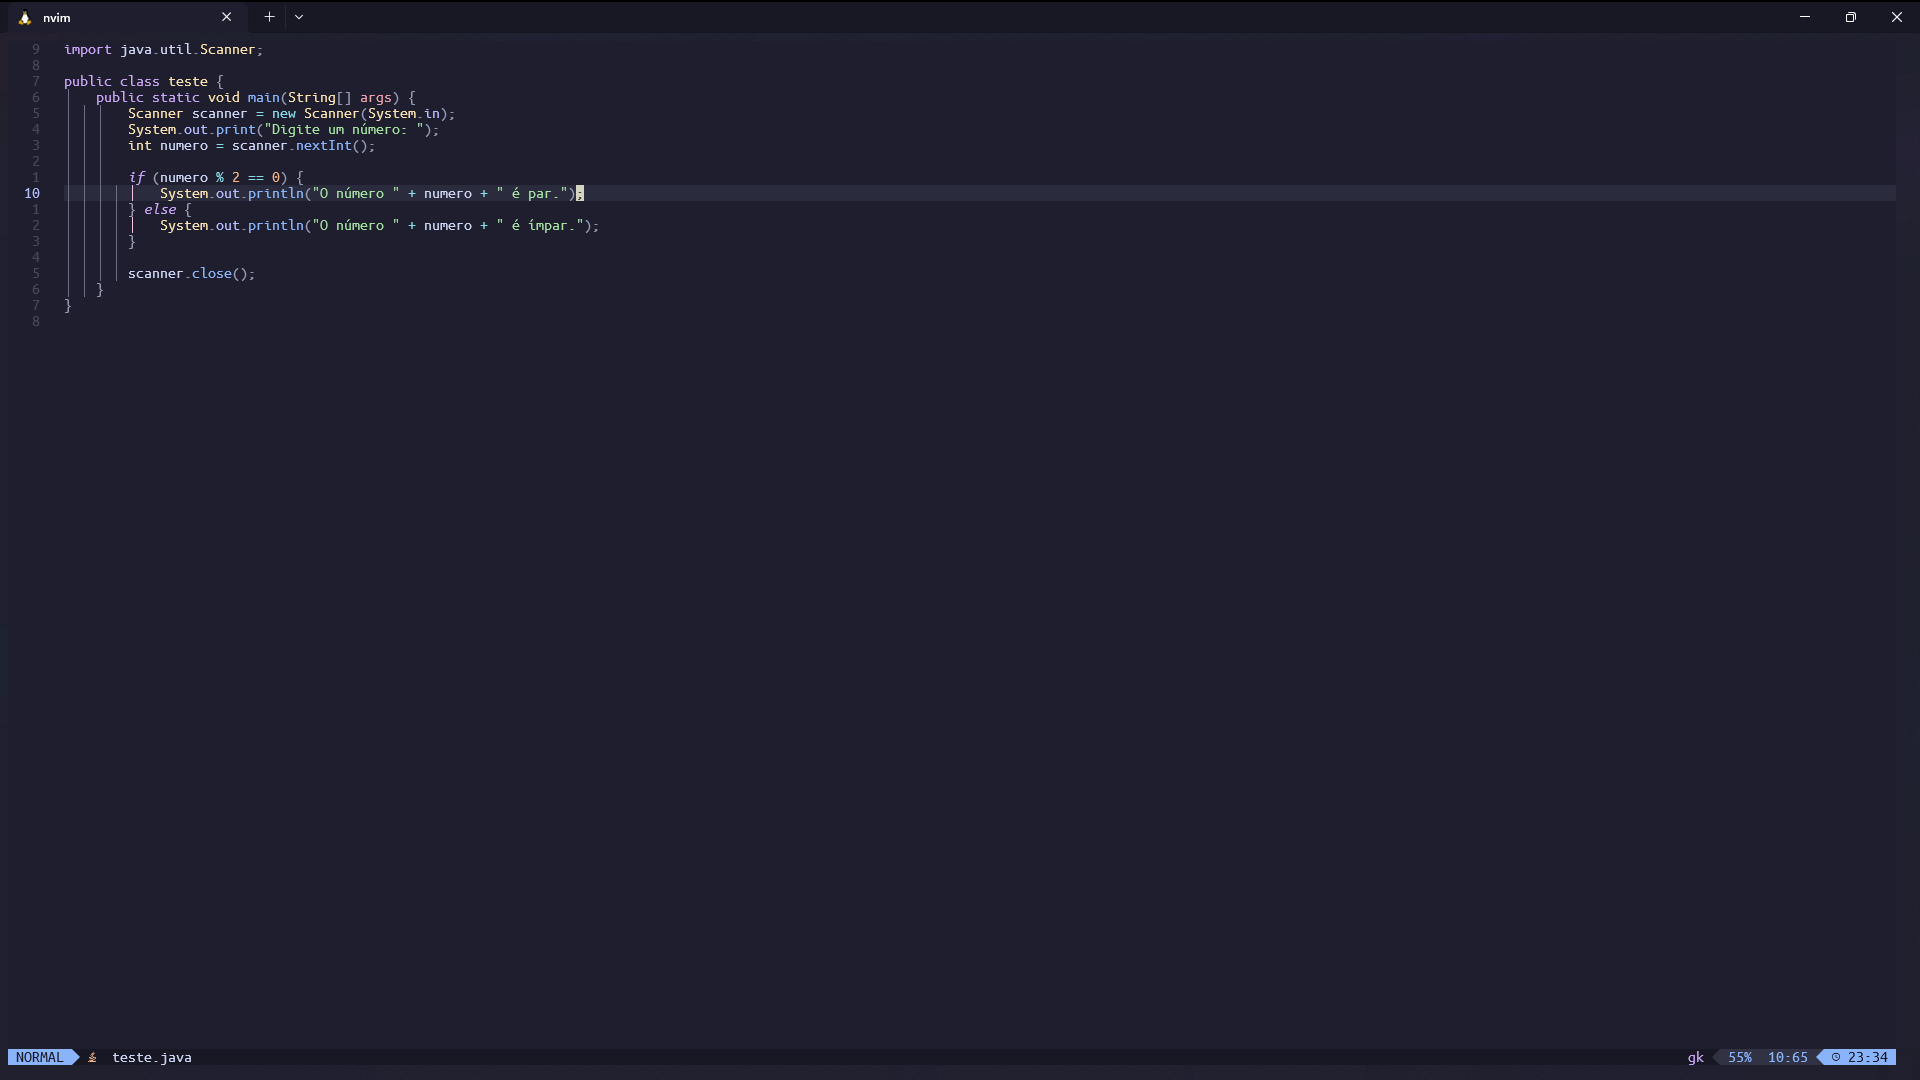 nvim
9 import java.util.Scanner;
8
7 public class teste {
6 public static void main(String[] args) {
5 Scanner scanner = new Scanner(System.in);
4 System.out.print("Digite um número: ");
3 int numero = scanner.nextInt();
2
1 if (numero % 2 == 0) {
10 System.out.println("O número " + numero + " é par.");
1 } else {
2 System.out.println("O número " + numero + " é ímpar.");
3 }
4
5 scanner.close();
6 }
7 }
8
NORMAL teste.java gk 55% 10:65 23:34